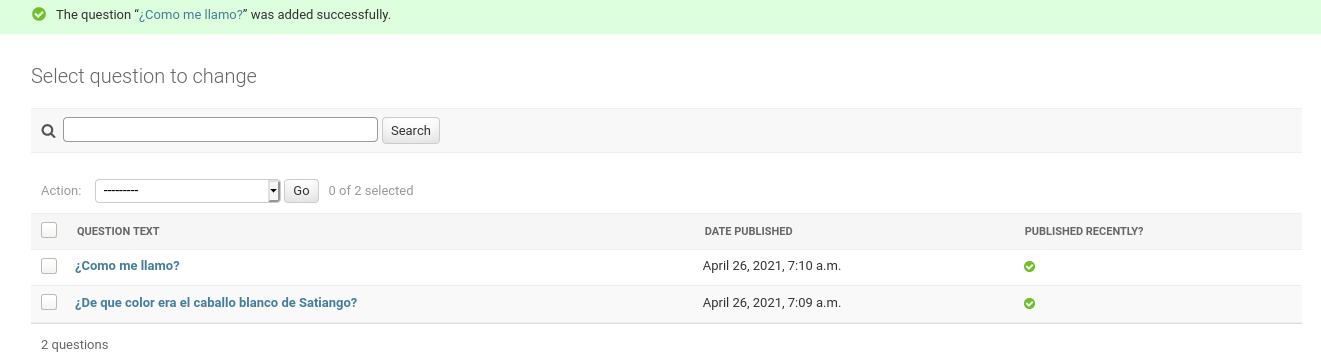 The question “¿Como me llamo?” was added successfully.
Select question to change
Search
Action: --------- Go 0 of 2 selected
QUESTION TEXT DATE PUBLISHED PUBLISHED RECENTLY?
¿Como me llamo? April 26, 2021, 7:10 a.m.
¿De que color era el caballo blanco de Satiango? April 26, 2021, 7:09 a.m.
2 questions